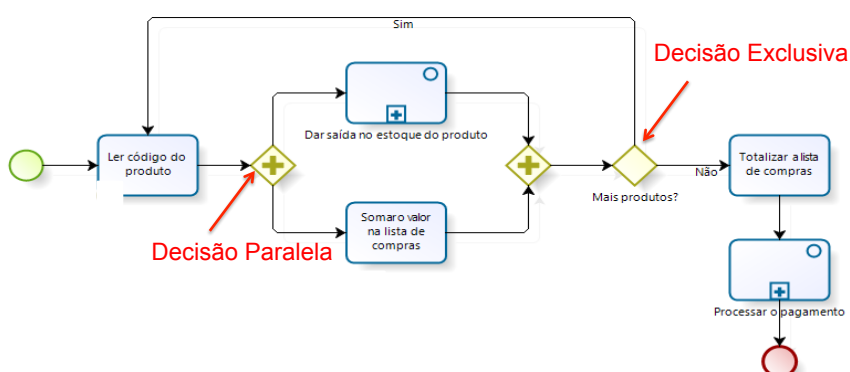 Sim
Decisão Exclusiva
Dar saída no estoque do produto
Ler código do
produto
Totalizar a lista
de compras
Não
Mais produtos?
Somar o valor
na lista de
compras
Decisão Paralela
Processar o pagamento